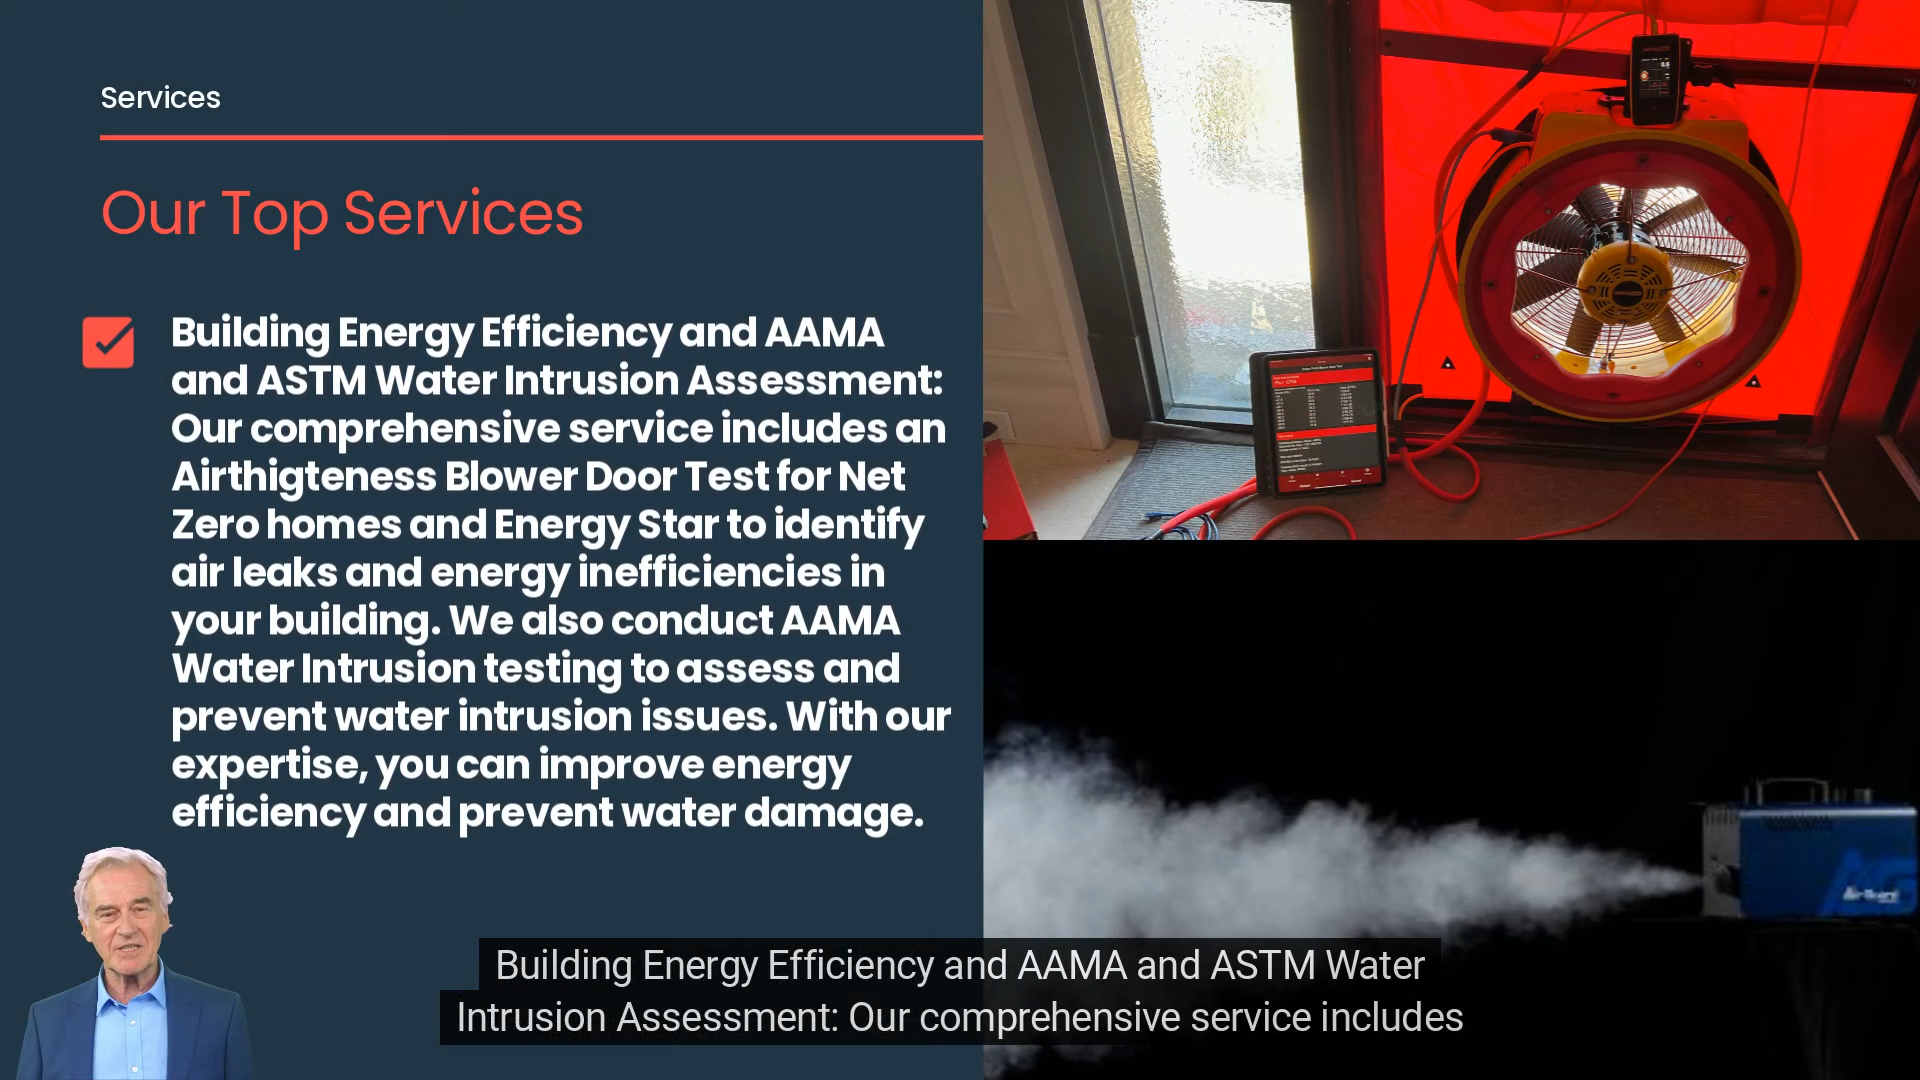 Services
Our Top Services
Building Energy Efficiency and AAMA
and ASTM Water Intrusion Assessment:
Our comprehensive service includes an
Airthigteness Blower Door Test for Net
Zero homes and Energy Star to identify
air leaks and energy inefficiencies in
your building. We also conduct AAMA
Water Intrusion testing to assess and
prevent water intrusion issues. With our
expertise, you can improve energy
efficiency and prevent water damage.
Building Energy Efficiency and AAMA and ASTM Water
Intrusion Assessment: Our comprehensive service includes